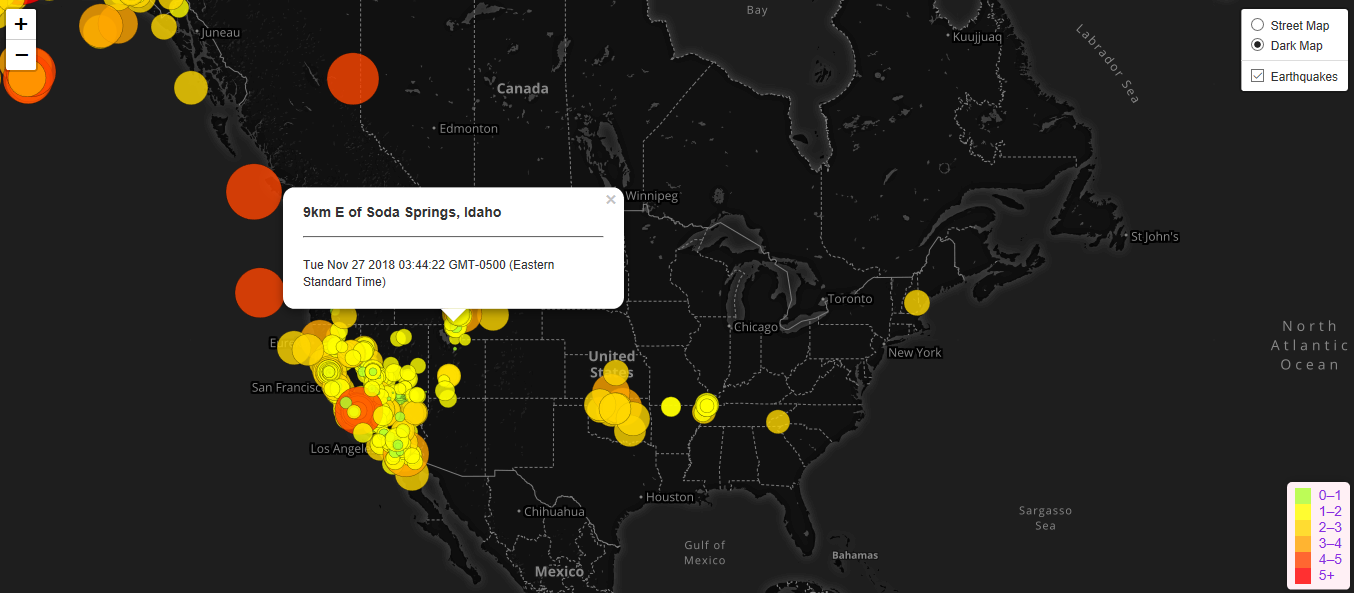 +
−
Juneau
Bay
Kuujjuaq
Labrador Sea
Street Map
Dark Map
Earthquakes
Canada
Edmonton
Winnipeg
×
9km E of Soda Springs, Idaho
Tue Nov 27 2018 03:44:22 GMT-0500 (Eastern
Standard Time)
St John's
Toronto
Chicago
New York
North
Atlantic
Ocean
United
States
San Francisc
Los Angele
Houston
Chihuahua
Gulf of
Mexico
Mexico
Bahamas
Sargasso
Sea
0–1
1–2
2–3
3–4
4–5
5+